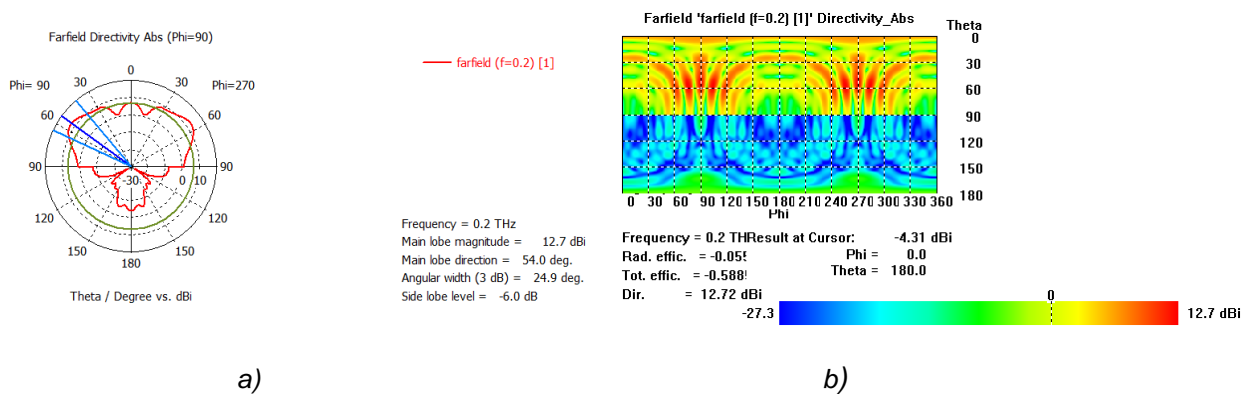 Farfield Directivity Abs (Phi=90)
0
30
30
Phi= 90
Phi=270
60
60
90
-30
0
10
90
120
120
150
150
180
Theta / Degree vs. dBi
farfield (f=0.2) [1]
Frequency = 0.2 THz
Main lobe magnitude = 12.7 dBi
Main lobe direction = 54.0 deg.
Angular width (3 dB) = 24.9 deg.
Side lobe level = -6.0 dB
a)
Farfield 'farfield (f=0.2) [1]' Directivity_Abs
Theta
0
30
60
90
120
150
180
0 30 60 90 120 150 180 210 240 270 300 330 360
Phi
Frequency = 0.2 TH
Rad. effic. = -0.05
Tot. effic. = -0.588
Dir. = 12.72 dBi
Result at Cursor: -4.31 dBi
Phi = 0.0
Theta = 180.0
0
-27.3
12.7 dBi
b)